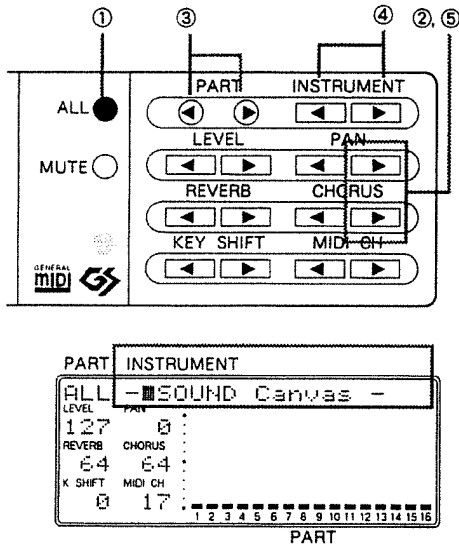 ① ③ ④ ②, ⑤
PART INSTRUMENT
ALL
LEVEL PAN
MUTE
REVERB CHORUS
KEY SHIFT MIDI CH
GENERAL
MIDI GS
PART INSTRUMENT
ALL -■SOUND Canvas -
LEVEL PAN
127 0
REVERB CHORUS
64 64
K SHIFT MIDI CH
0 17
1 2 3 4 5 6 7 8 9 10 11 12 13 14 15 16
PART